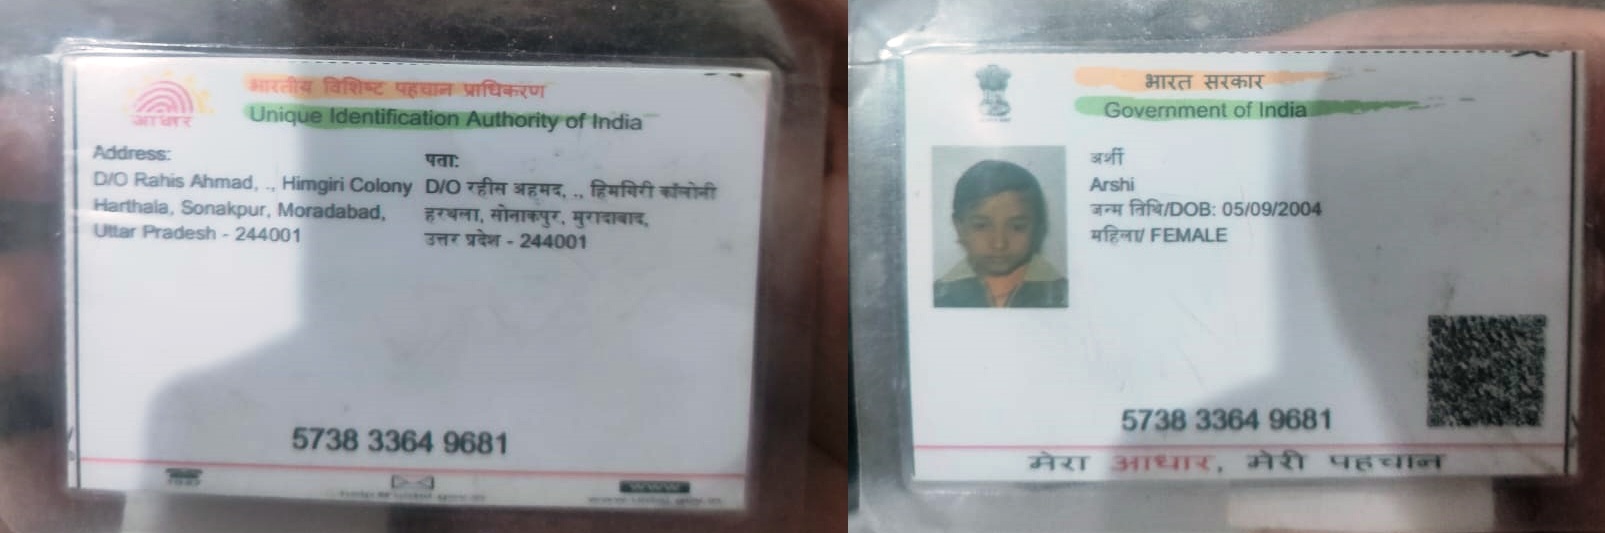 भारतीय विशिष्ट पहचान प्राधिकरण
Unique Identification Authority of India
आधार
Address:
D/O Rahis Ahmad, ., Himgiri Colony
Harthala, Sonakpur, Moradabad,
Uttar Pradesh - 244001
पता:
D/O रहीस अहमद, ., हिमगिरी कॉलोनी
हरथला, सोनाकपुर, मुरादाबाद,
उत्तर प्रदेश - 244001
5738 3364 9681
भारत सरकार
Government of India
अर्शी
Arshi
जन्म तिथि/DOB: 05/09/2004
महिला/ FEMALE
5738 3364 9681
मेरा आधार, मेरी पहचान